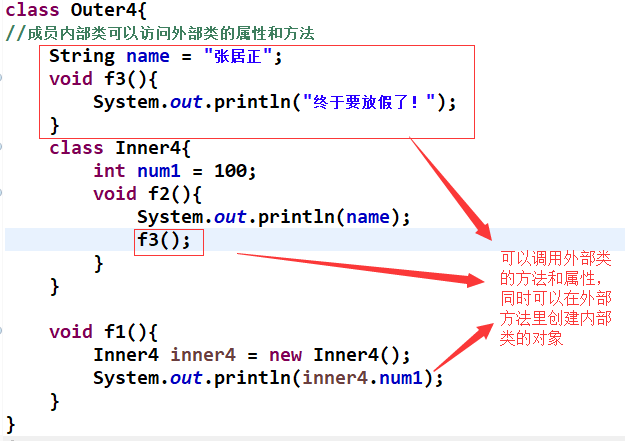 class Outer4{
//成员内部类可以访问外部类的属性和方法
String name = "张居正";
void f3(){
System.out.println("终于要放假了！");
}
class Inner4{
int num1 = 100;
void f2(){
System.out.println(name);
f3();
}
}
void f1(){
Inner4 inner4 = new Inner4();
System.out.println(inner4.num1);
}
}
可以调用外部类
的方法和属性，
同时可以在外部
方法里创建内部
类的对象